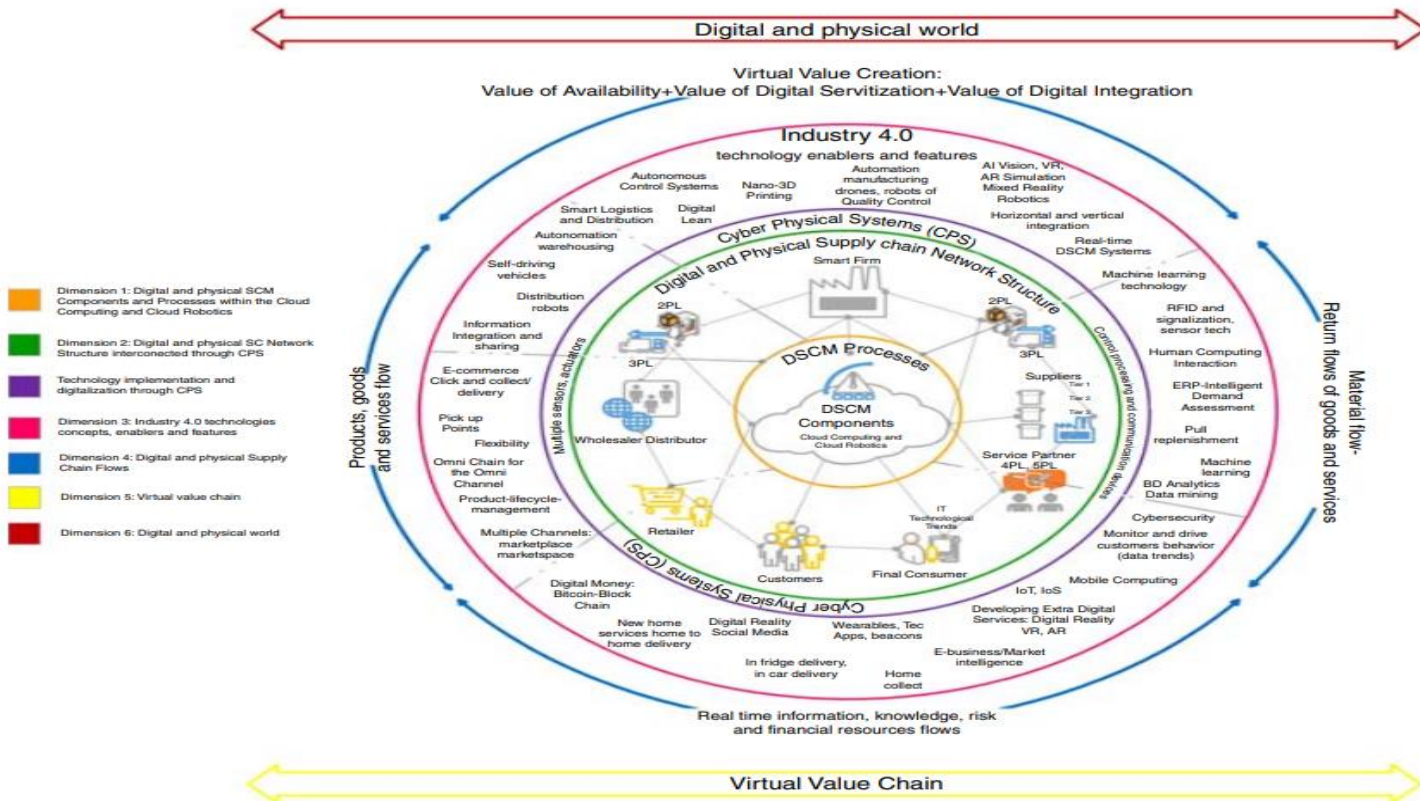 Digital and physical world
Virtual Value Creation:
Value of Availability+Value of Digital Servitization+Value of Digital Integration
Industry 4.0
technology enablers and features
Autonomous
Control Systems
Nano-3D
Printing
Automation
manufacturing
drones, robots of
Quality Control
AI Vision, VR,
AR Simulation
Mixed Reality
Robotics
Smart Logistics
and Distribution
Digital
Lean
Horizontal and vertical
integration
Autonomation
warehousing
Real-time
DSCM Systems
Self-driving
vehicles
Machine learning
technology
Distribution
robots
RFID and
signalization,
sensor tech
Information
Integration and
sharing
Human Computing
Interaction
E-commerce
Click and collect/
delivery
ERP-Intelligent
Demand
Assessment
Pick up
Points
Pull
replenishment
Flexibility
Machine
learning
Omni Chain for
the Omni
Channel
BD Analytics
Data mining
Product-lifecycle-
management
Cybersecurity
Multiple Channels:
marketplace
marketspace
Monitor and drive
customers behavior
(data trends)
Digital Money:
Bitcoin-Block
Chain
Mobile Computing
IoT, IoS
New home
services home to
home delivery
Digital Reality
Social Media
Wearables, Tec
Apps, beacons
Developing Extra Digital
Services: Digital Reality
VR, AR
E-business/Market
intelligence
In fridge delivery,
in car delivery
Home
collect
Cyber Physical Systems (CPS)
Digital and Physical Supply chain Network Structure
Multiple sensors, actuators
Control processing and communication devices
Cyber Physical Systems (CPS)
Smart Firm
2PL
3PL
2PL
3PL
Suppliers
Tier 1
Tier 2
Tier 3
Wholesaler Distributor
Service Partner
4PL, 5PL
Retailer
Customers
Final Consumer
IT
Technological
Trends
DSCM Processes
DSCM
Components
Cloud Computing and
Cloud Robotics
Products, goods
and services flow
Material flow-
Return flows of goods and services
Real time information, knowledge, risk
and financial resources flows
Dimension 1: Digital and physical SCM
Components and Processes within the Cloud
Computing and Cloud Robotics
Dimension 2: Digital and physical SC Network
Structure interconnected through CPS
Technology implementation and
digitalization through CPS
Dimension 3: Industry 4.0 technologies
concepts, enablers and features
Dimension 4: Digital and physical Supply
Chain Flows
Dimension 5: Virtual value chain
Dimension 6: Digital and physical world
Virtual Value Chain